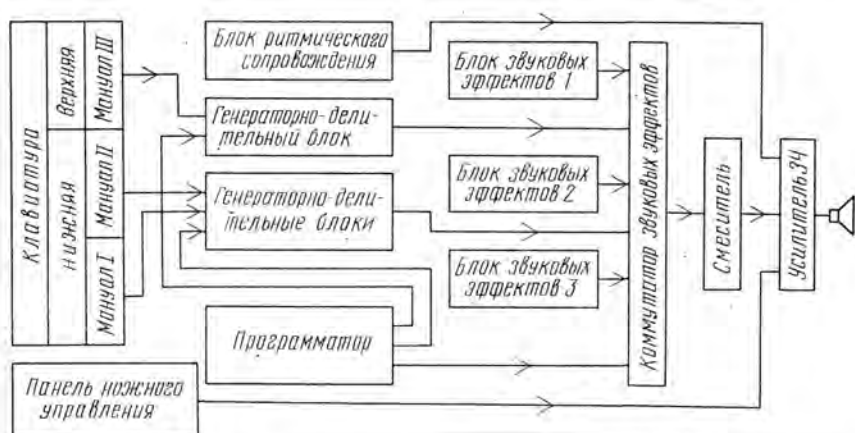 Клавиатура
Верхняя
нижняя
Мануал III
Мануал II
Мануал I
Блок ритмического
сопровождения
Генераторно-дели-
тельный блок
Генераторно-дели-
тельные блоки
Программатор
Панель ножного
управления
Блок звуковых
эффектов 1
Блок звуковых
эффектов 2
Блок звуковых
эффектов 3
Коммутатор звуковых эффектов
Смеситель
Усилитель ЗЧ